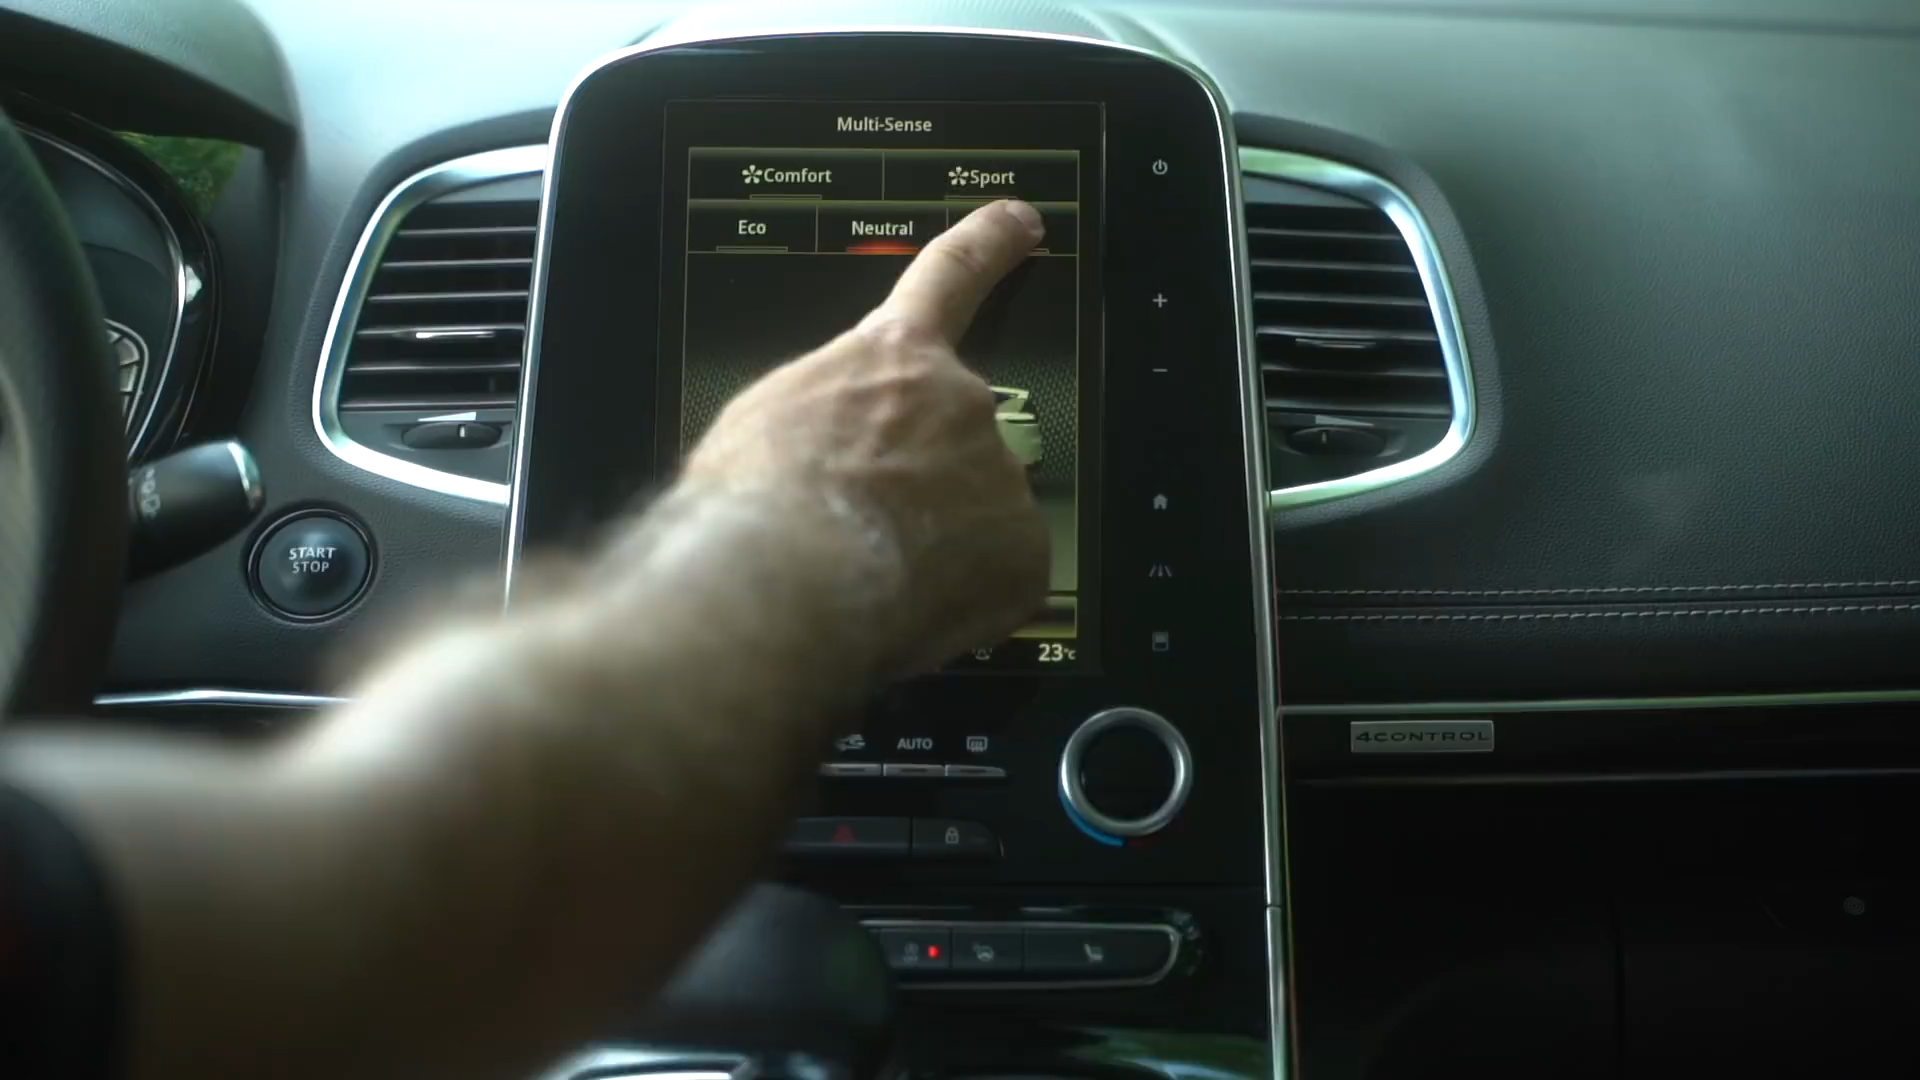 Multi-Sense
Comfort
Sport
Eco
Neutral
START
STOP
23°C
AUTO
4CONTROL